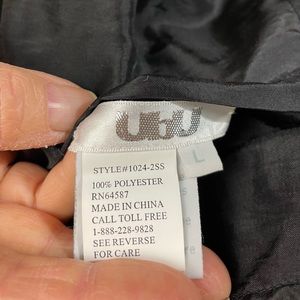 UbU
L
STYLE#1024-2SS
100% POLYESTER
RN64587
MADE IN CHINA
CALL TOLL FREE
1-888-228-9828
SEE REVERSE
FOR CARE